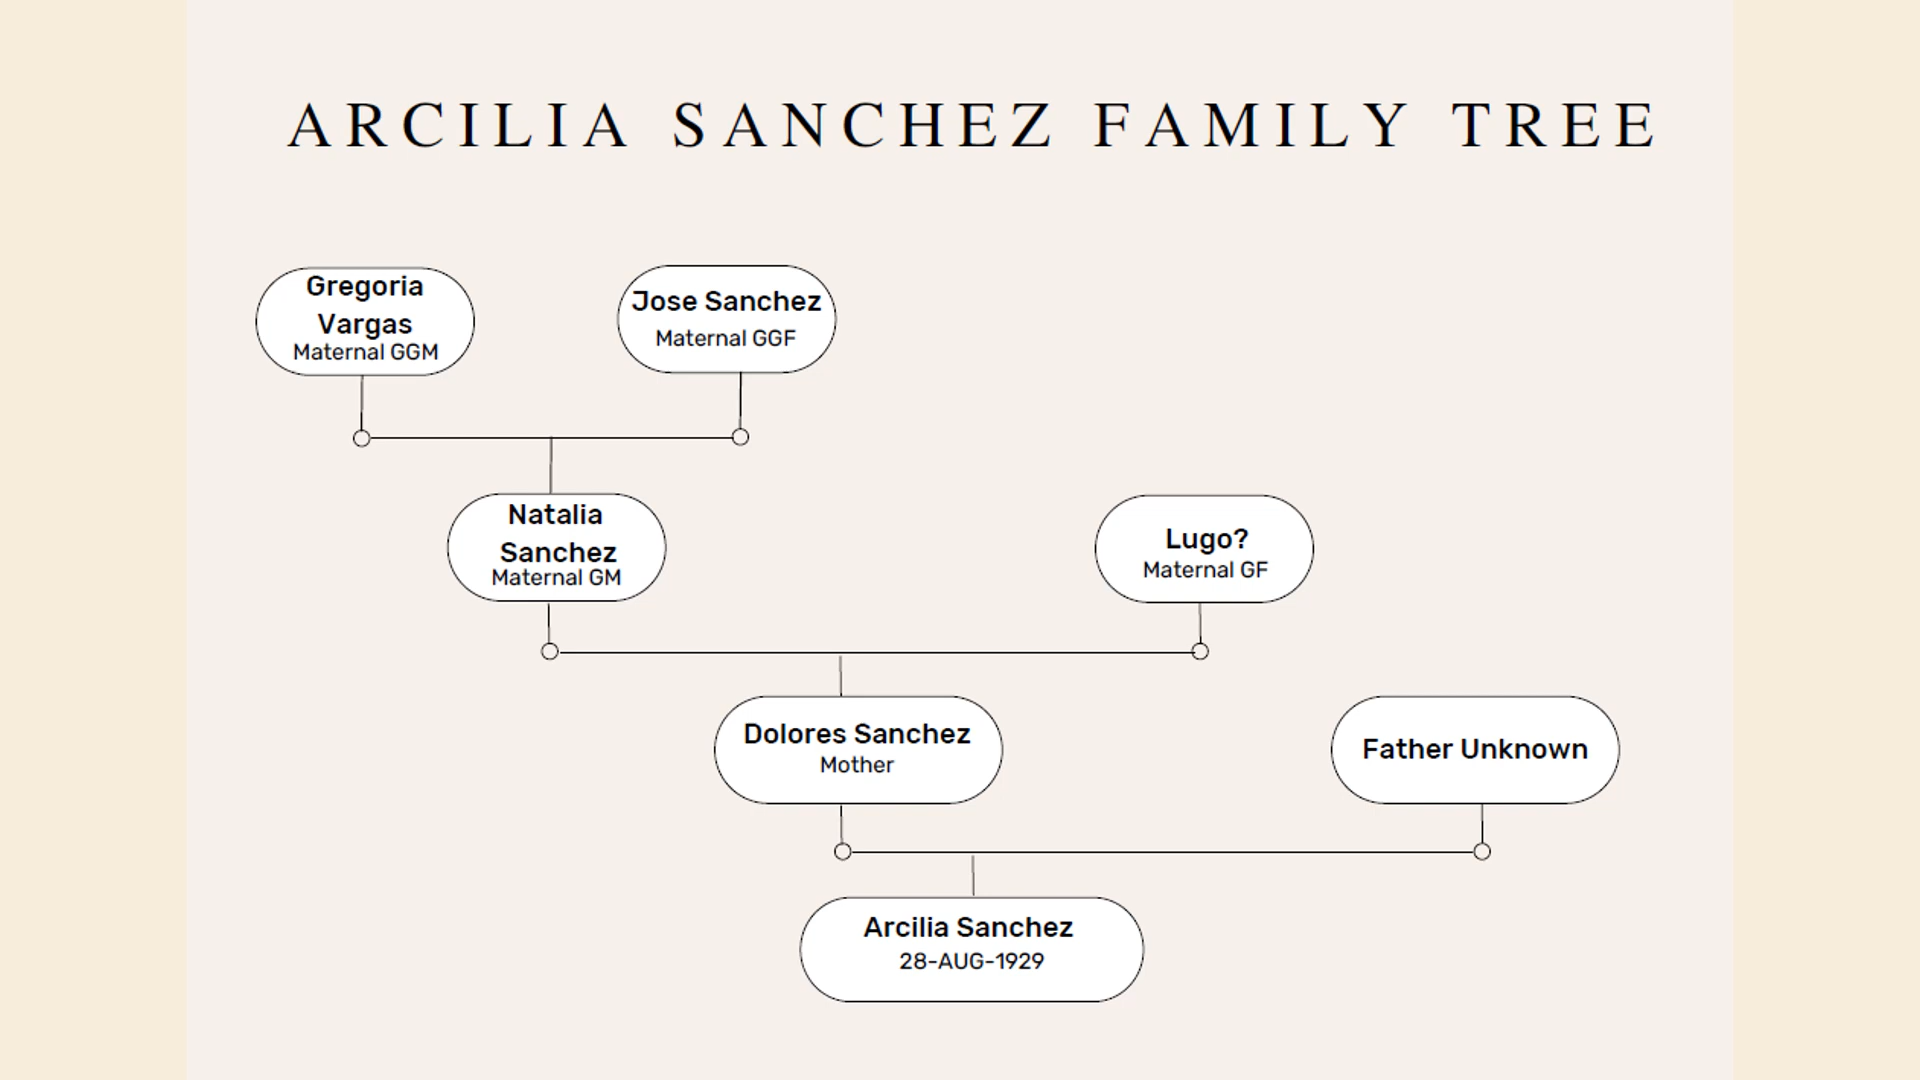 ARCILIA SANCHEZ FAMILY TREE
Gregoria
Vargas
Maternal GGM
Jose Sanchez
Maternal GGF
Natalia
Sanchez
Maternal GM
Lugo?
Maternal GF
Dolores Sanchez
Mother
Father Unknown
Arcilia Sanchez
28-AUG-1929